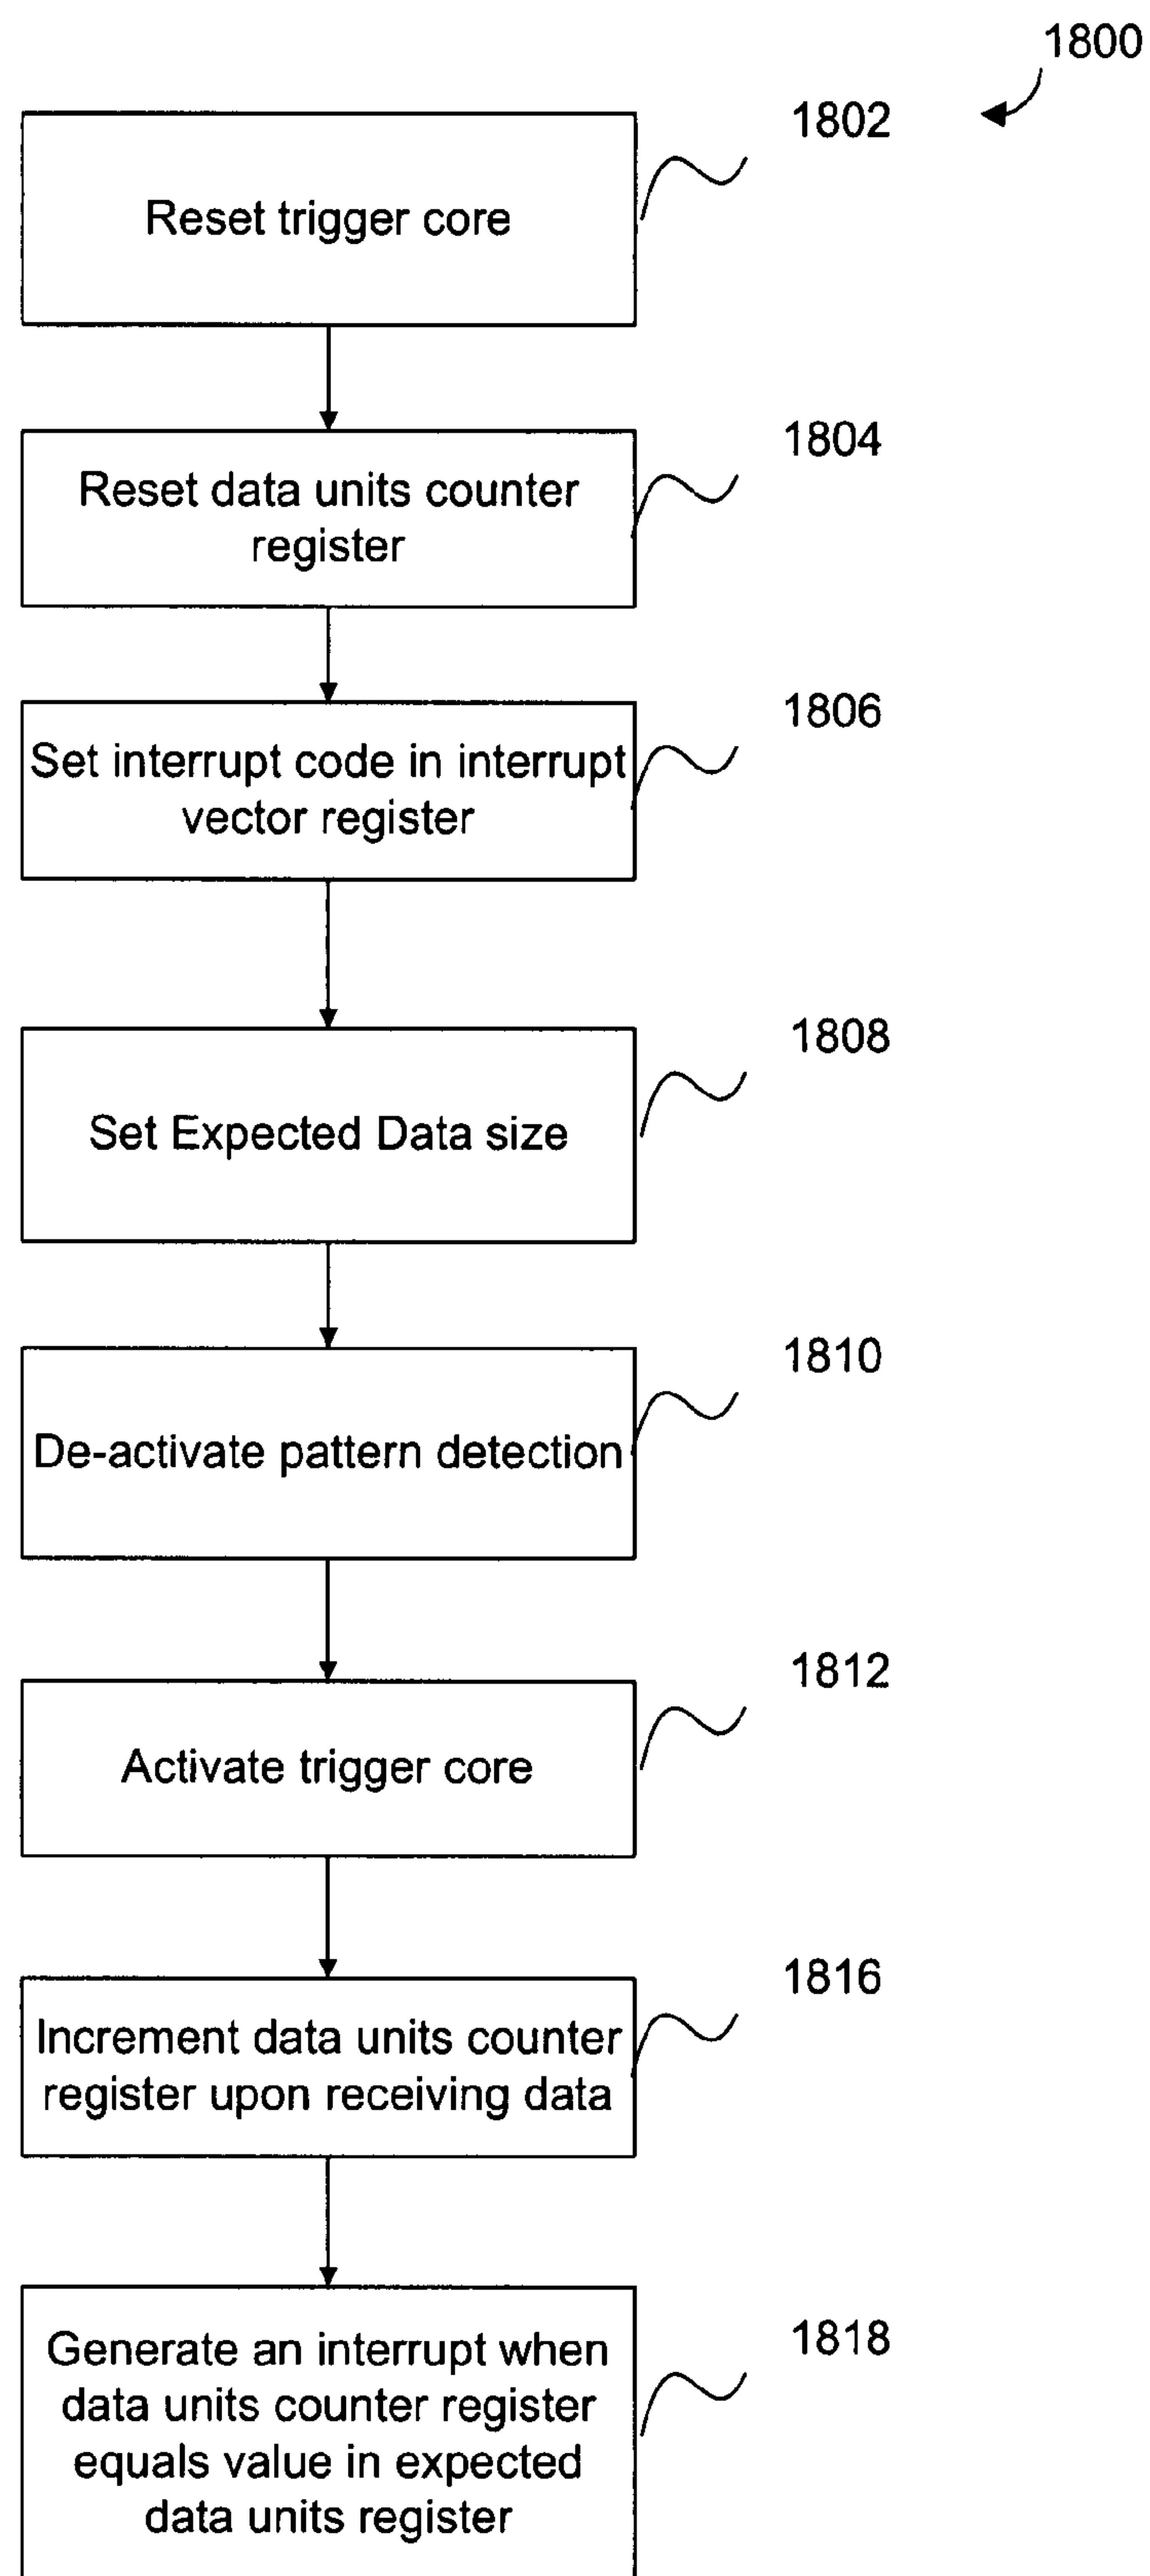 1800
1802
Reset trigger core
1804
Reset data units counter
register
1806
Set interrupt code in interrupt
vector register
1808
Set Expected Data size
1810
De-activate pattern detection
1812
Activate trigger core
1816
Increment data units counter
register upon receiving data
1818
Generate an interrupt when
data units counter register
equals value in expected
data units register